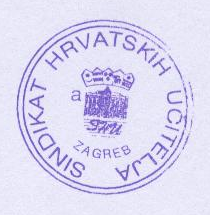 SINDIKAT HRVATSKIH UČITELJA
a
SHU
ZAGREB